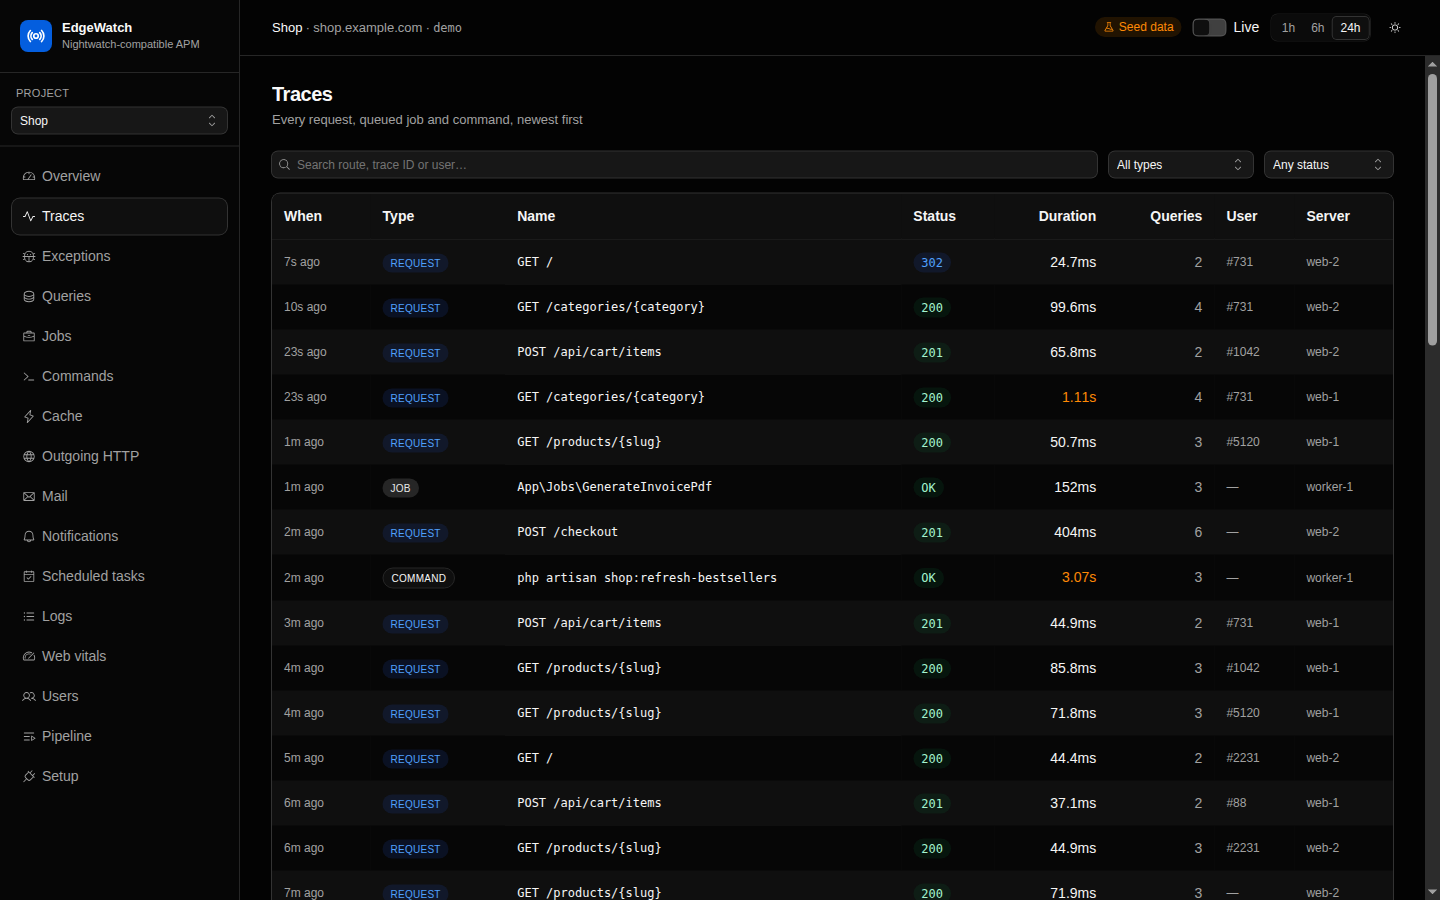 EdgeWatch
Nightwatch-compatible APM
PROJECT
Shop
Overview
Traces
Exceptions
Queries
Jobs
Commands
Cache
Outgoing HTTP
Mail
Notifications
Scheduled tasks
Logs
Web vitals
Users
Pipeline
Setup
Shop · shop.example.com · demo
Seed data
Live
1h 6h 24h
Traces
Every request, queued job and command, newest first
Search route, trace ID or user…
All types
Any status
When Type Name Status Duration Queries User Server
7s ago REQUEST GET / 302 24.7ms 2 #731 web-2
10s ago REQUEST GET /categories/{category} 200 99.6ms 4 #731 web-2
23s ago REQUEST POST /api/cart/items 201 65.8ms 2 #1042 web-2
23s ago REQUEST GET /categories/{category} 200 1.11s 4 #731 web-1
1m ago REQUEST GET /products/{slug} 200 50.7ms 3 #5120 web-1
1m ago JOB App\Jobs\GenerateInvoicePdf OK 152ms 3 — worker-1
2m ago REQUEST POST /checkout 201 404ms 6 — web-2
2m ago COMMAND php artisan shop:refresh-bestsellers OK 3.07s 3 — worker-1
3m ago REQUEST POST /api/cart/items 201 44.9ms 2 #731 web-1
4m ago REQUEST GET /products/{slug} 200 85.8ms 3 #1042 web-1
4m ago REQUEST GET /products/{slug} 200 71.8ms 3 #5120 web-1
5m ago REQUEST GET / 200 44.4ms 2 #2231 web-2
6m ago REQUEST POST /api/cart/items 201 37.1ms 2 #88 web-1
6m ago REQUEST GET /products/{slug} 200 44.9ms 3 #2231 web-2
7m ago REQUEST GET /products/{slug} 200 71.9ms 3 — web-2